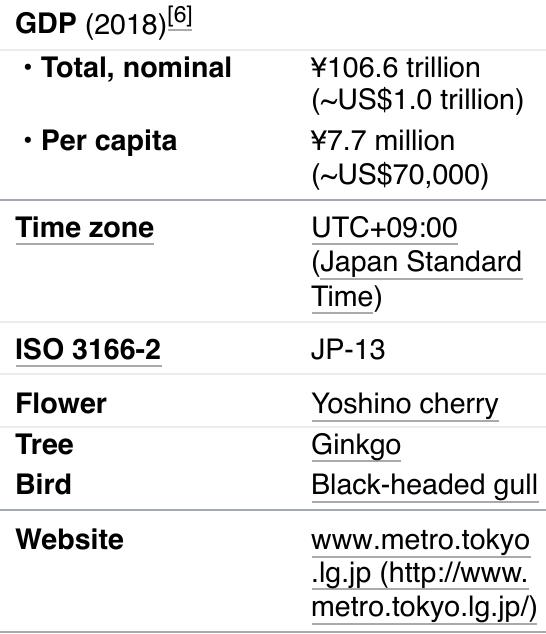 GDP (2018)[6]
• Total, nominal ¥106.6 trillion
(~US$1.0 trillion)
• Per capita ¥7.7 million
(~US$70,000)
Time zone UTC+09:00
(Japan Standard
Time)
ISO 3166-2 JP-13
Flower Yoshino cherry
Tree Ginkgo
Bird Black-headed gull
Website www.metro.tokyo
.lg.jp (http://www.
metro.tokyo.lg.jp/)